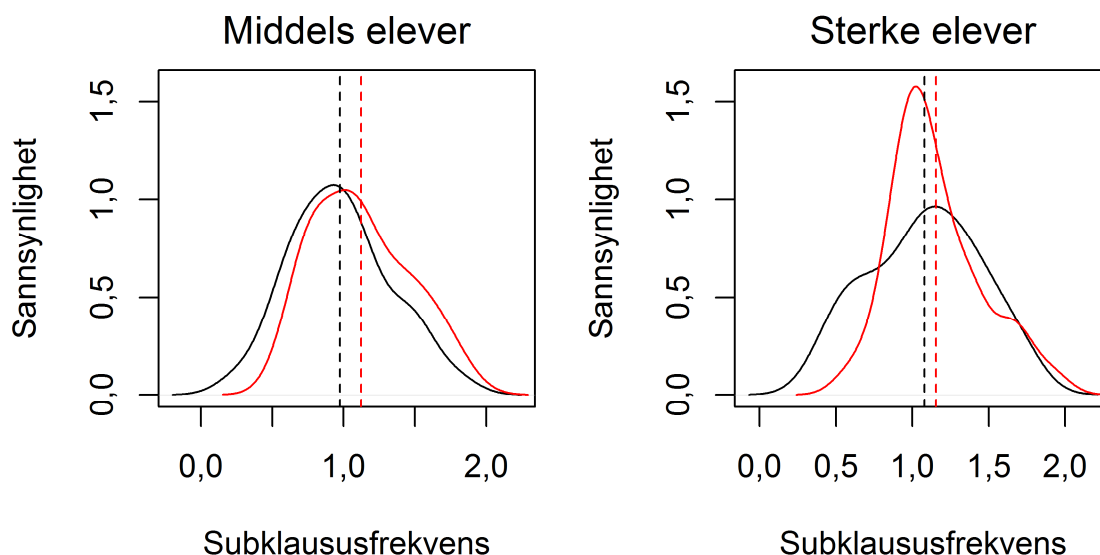 Middels elever
Sannsynlighet
1,5
1,0
0,5
0,0
0,0 1,0 2,0
Subklaususfrekvens
Sterke elever
Sannsynlighet
1,5
1,0
0,5
0,0
0,0 0,5 1,0 1,5 2,0
Subklaususfrekvens